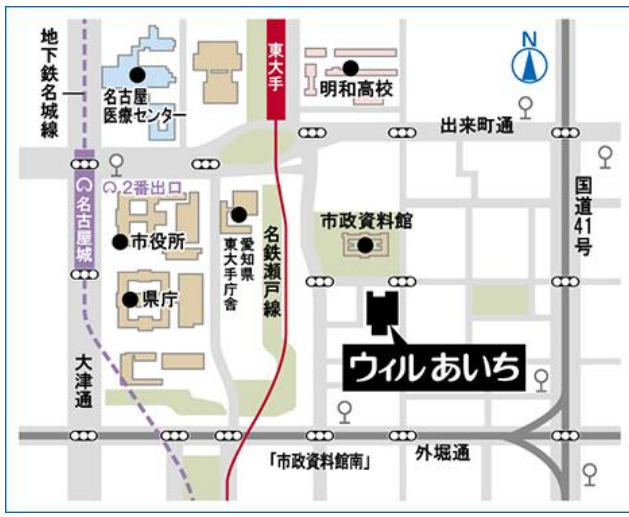 地下鉄名城線
名古屋
医療センター
東大手
明和高校
N
出来町通
2番出口
名古屋城
市役所
愛知県
東大手庁舎
名鉄瀬戸線
市政資料館
国道41号
県庁
ウィルあいち
大津通
「市政資料館南」
外堀通